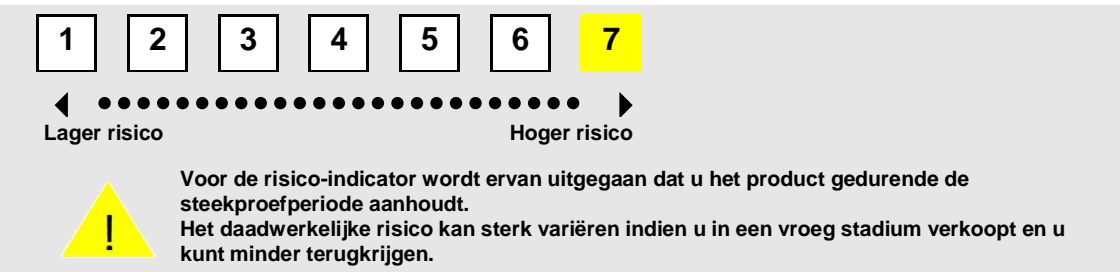 1 2 3 4 5 6 7
Lager risico Hoger risico
Voor de risico-indicator wordt ervan uitgegaan dat u het product gedurende de
steekproefperiode aanhoudt.
Het daadwerkelijke risico kan sterk variëren indien u in een vroeg stadium verkoopt en u
kunt minder terugkrijgen.
!